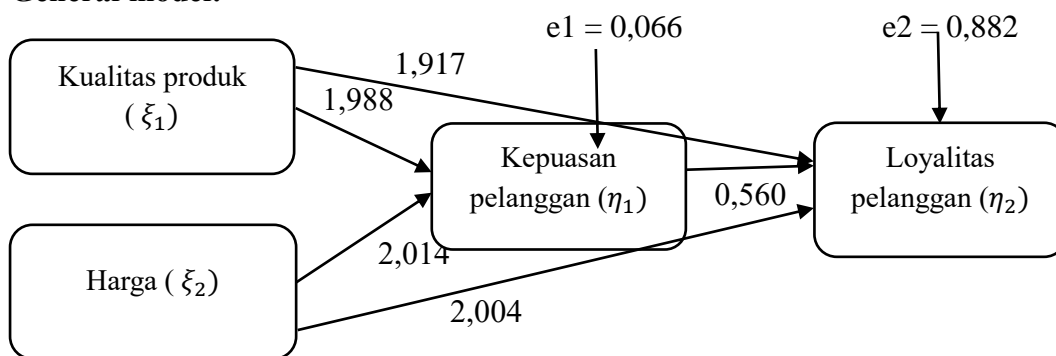 General model:
e1 = 0,066
e2 = 0,882
Kualitas produk
( ξ₁)
1,917
1,988
Kepuasan
pelanggan (η₁)
0,560
Loyalitas
pelanggan (η₂)
Harga ( ξ₂)
2,014
2,004